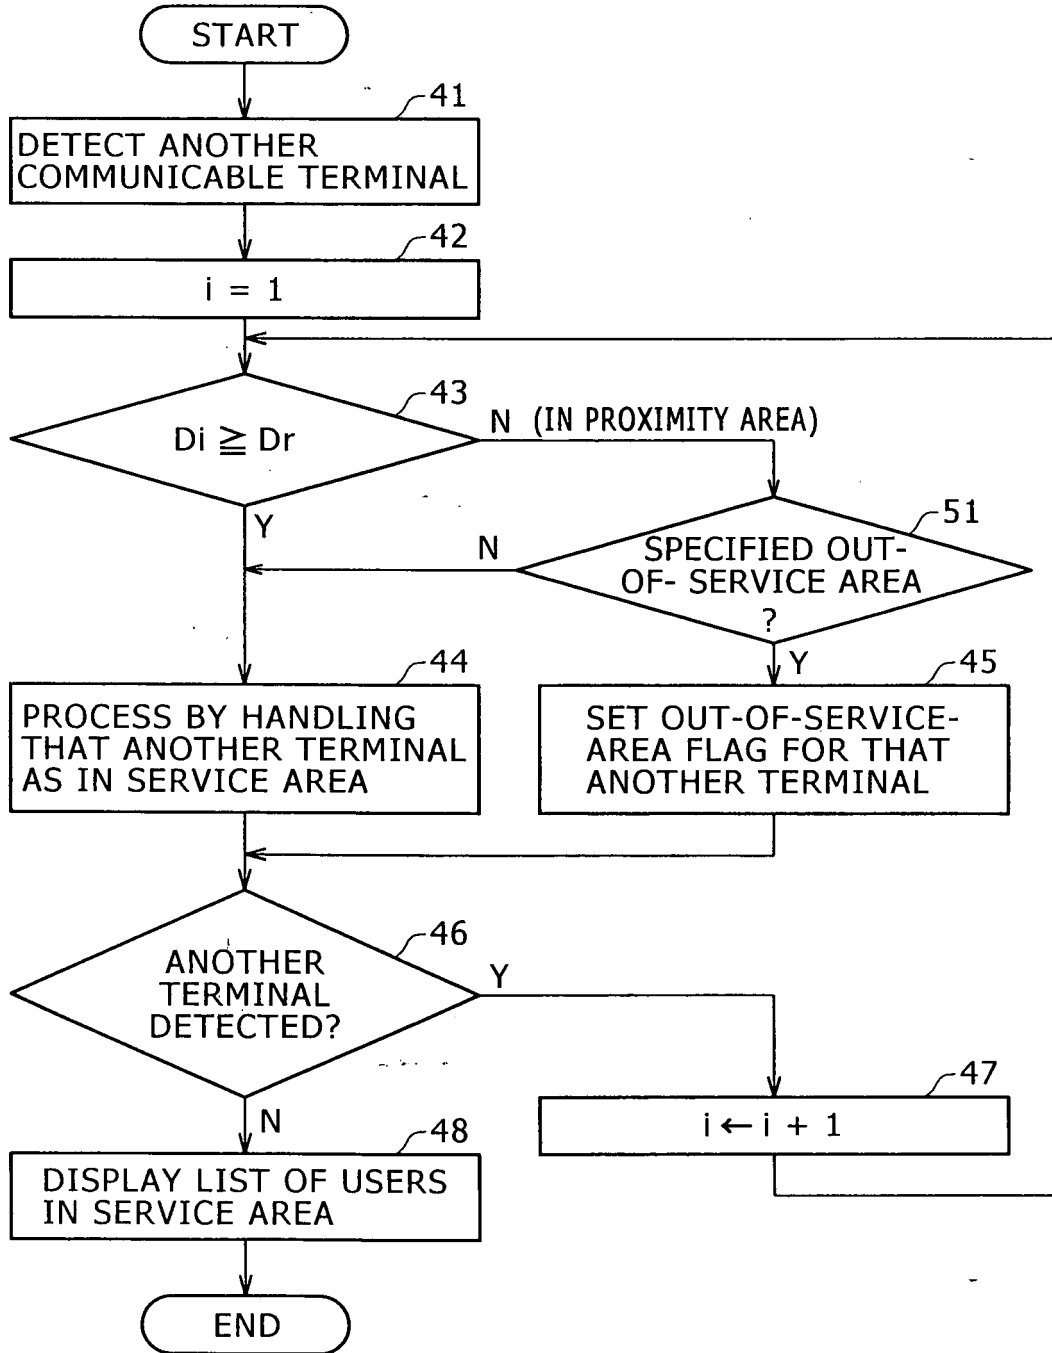 START
41
DETECT ANOTHER
COMMUNICABLE TERMINAL
42
i = 1
43
Di ≧ Dr
N (IN PROXIMITY AREA)
Y
51
SPECIFIED OUT-
OF- SERVICE AREA
?
N
Y
44
PROCESS BY HANDLING
THAT ANOTHER TERMINAL
AS IN SERVICE AREA
45
SET OUT-OF-SERVICE-
AREA FLAG FOR THAT
ANOTHER TERMINAL
46
ANOTHER
TERMINAL
DETECTED?
Y
N
47
i ← i + 1
48
DISPLAY LIST OF USERS
IN SERVICE AREA
END